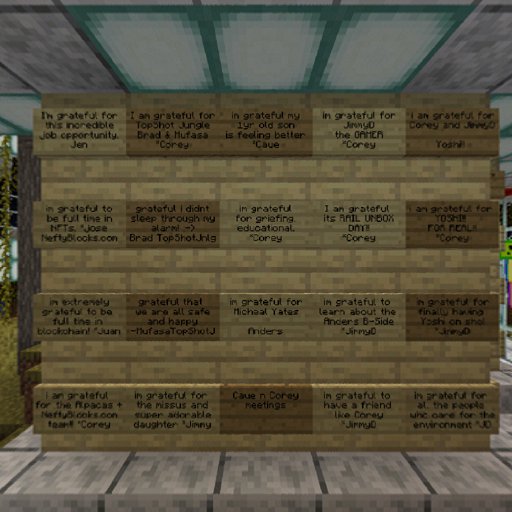 I'm grateful for
this incredible
job opportunity.
Jen
I am grateful for
TopShot Jungle
Brad & Mufasa
*Corey
im grateful my
1yr old son
is feeling better
*Caue
im grateful for
JimmyD
the GAMER
*Corey
i am grateful for
Corey and JimmyD
Yoshi!!
im grateful to
be full time in
NFTs. *Jose
NeftyBlocks.com
grateful i didnt
sleep through my
alarm! :-)
Brad TopShotJnlg
im grateful
for griefing.
educational.
*Corey
I am grateful
its RAIL UNBOX
DAY!!
-*Corey
am grateful for
YOSHI!!
FOR REAL!!
*Corey
im extremely
grateful to be
full time in
blockchain! *Juan
grateful that
we are all safe
and happy
~MufasaTopShotJ
im grateful for
Micheal Yates
Anders
im grateful to
learn about the
Anders B-Side
*JimmyD
im grateful for
finally having
Yoshi on sho!
*JimmyD
i am grateful
for the Alpacas +
NeftyBlocks.com
team!! *Corey
im grateful for
the missus and
super adorable
daughter *Jimmy
Caue n Corey
meetings
im grateful to
have a friend
like Corey
*JimmyD
im grateful for
all the people
who care for the
environment *JD